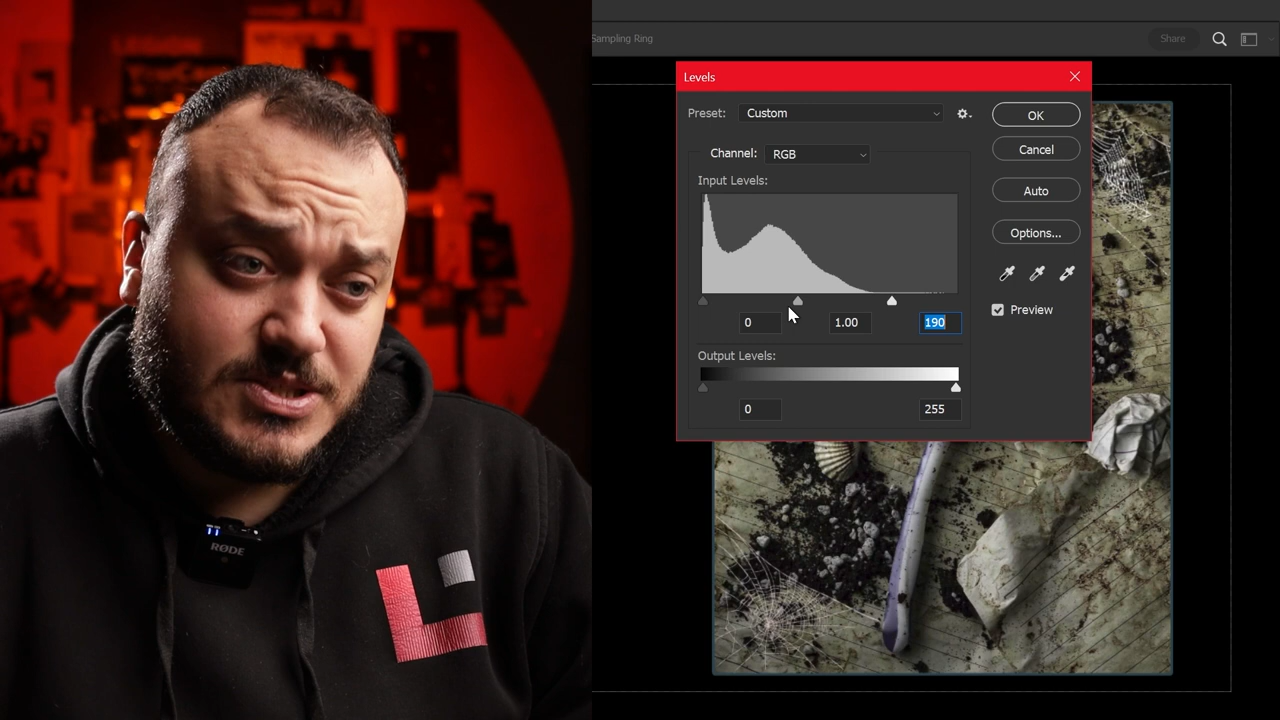 Sampling Ring
Share
Levels
Preset: Custom
OK
Channel: RGB
Cancel
Input Levels:
Auto
Options...
0 1.00 190
Preview
Output Levels:
0 255
RØDE